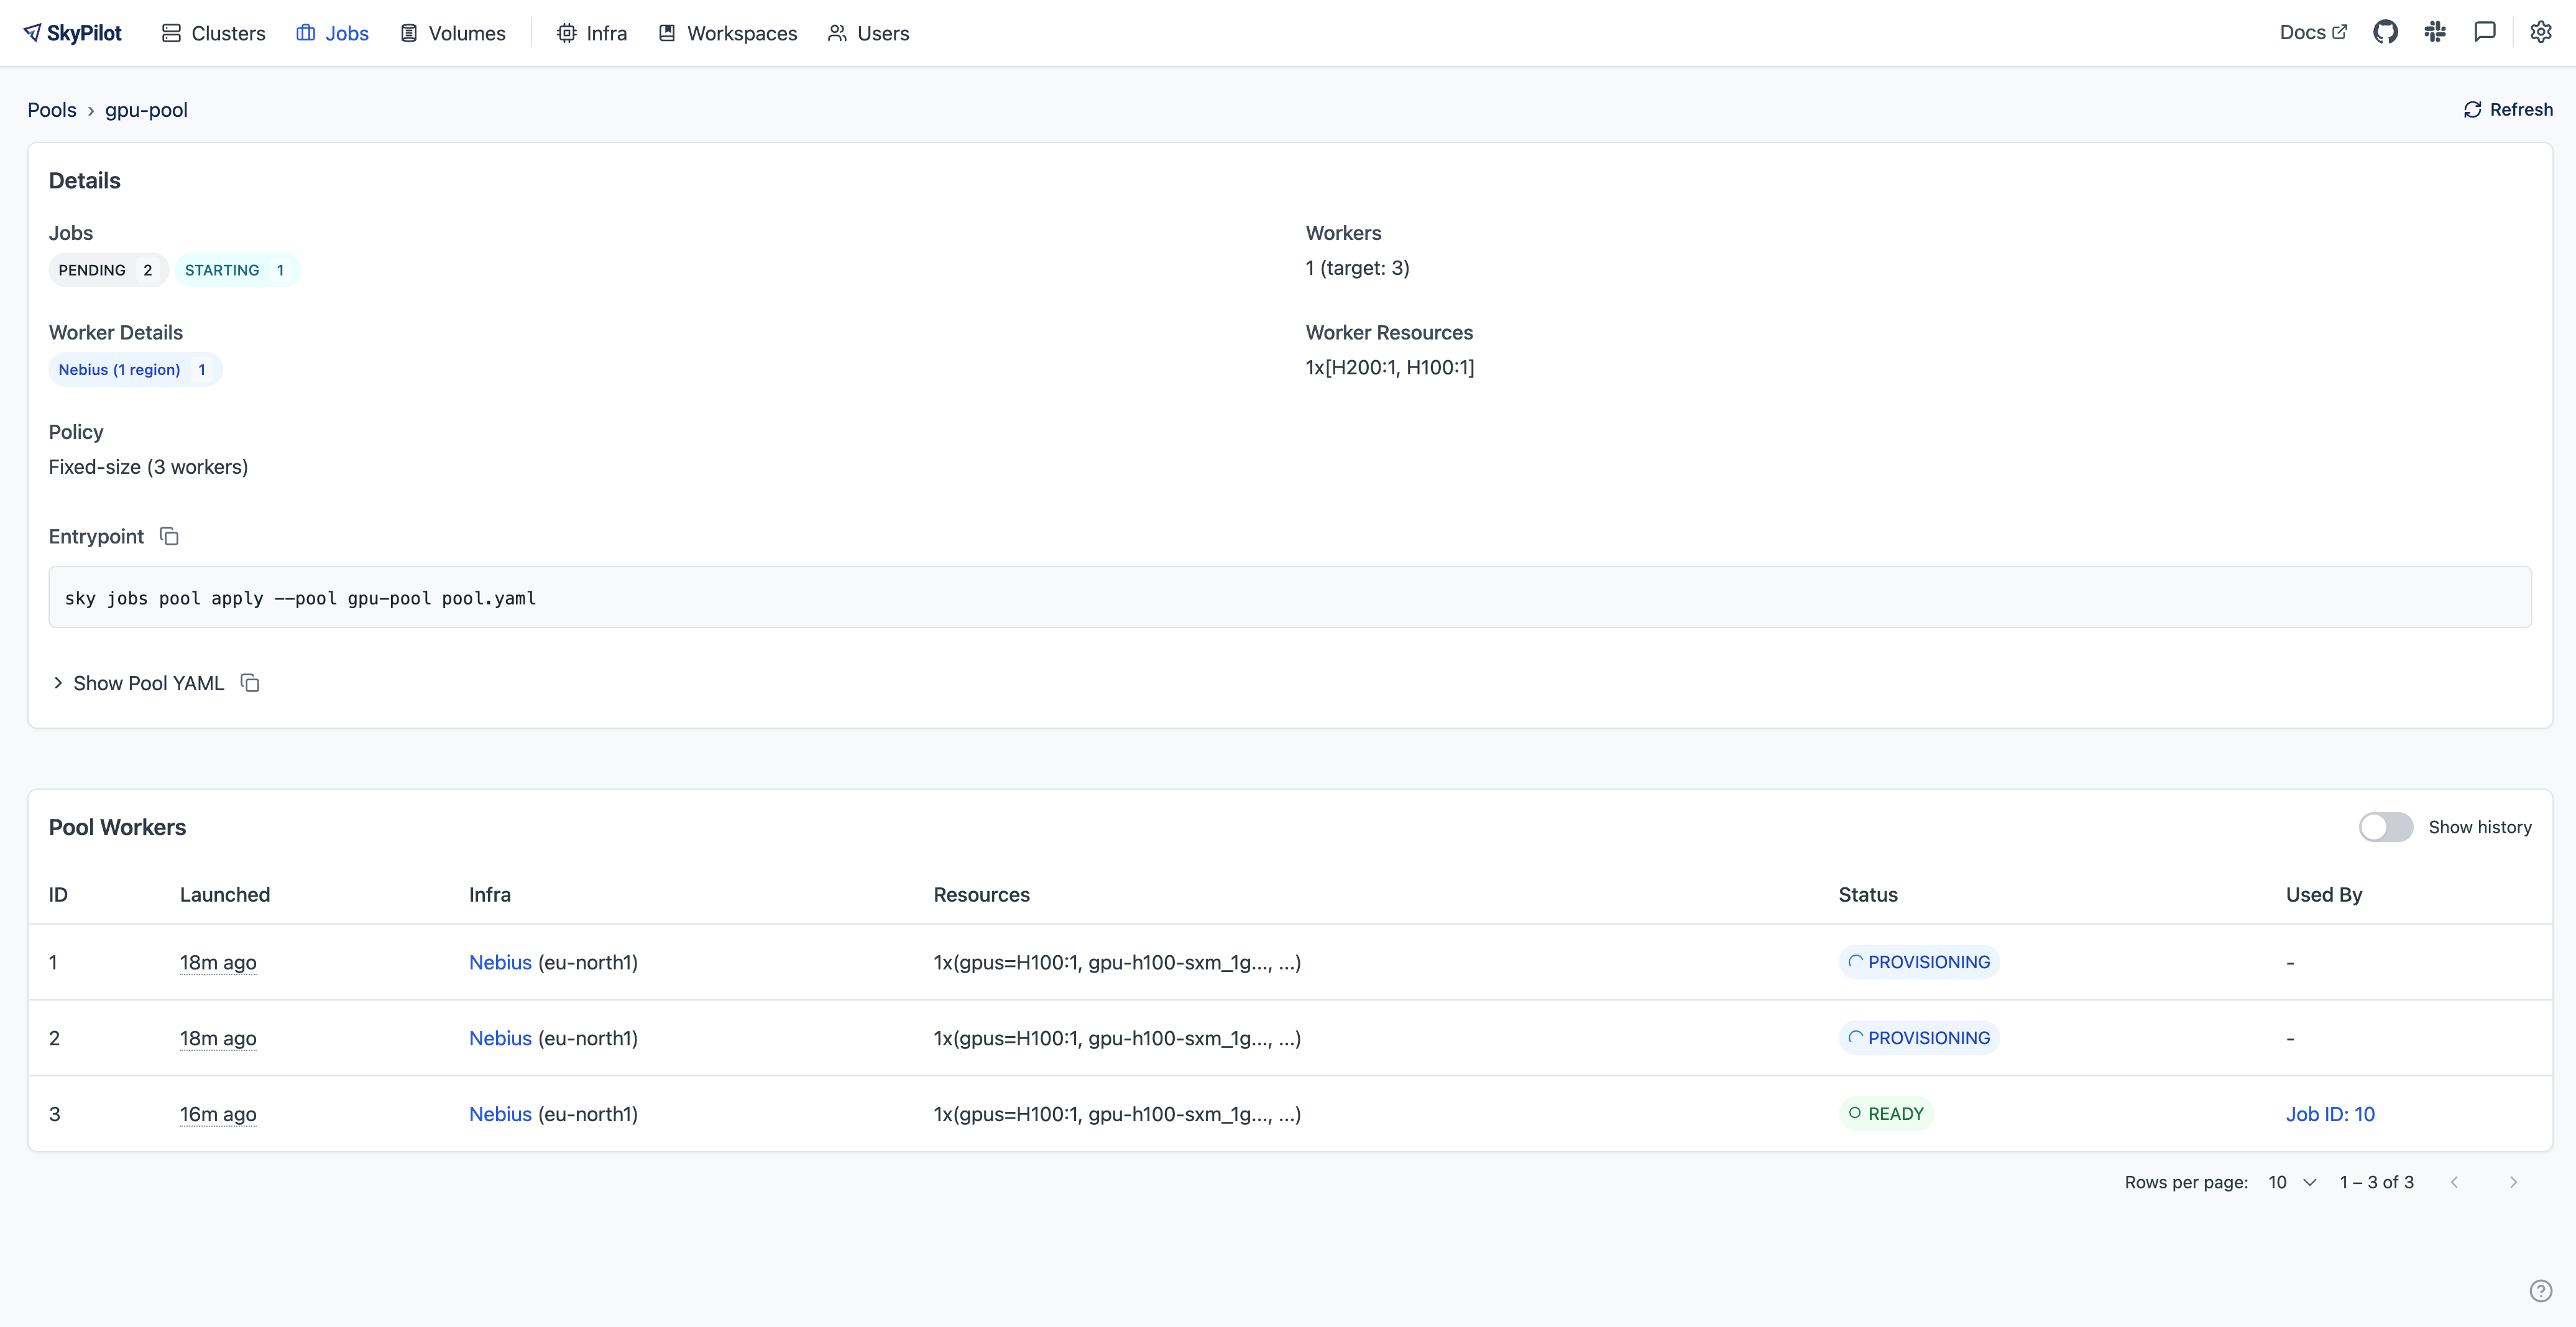 SkyPilot Clusters Jobs Volumes Infra Workspaces Users Docs
Pools › gpu-pool Refresh
Details
Jobs
PENDING 2 STARTING 1
Workers
1 (target: 3)
Worker Details
Nebius (1 region) 1
Worker Resources
1x[H200:1, H100:1]
Policy
Fixed-size (3 workers)
Entrypoint
sky jobs pool apply --pool gpu-pool pool.yaml
Show Pool YAML
Pool Workers Show history
ID Launched Infra Resources Status Used By
1 18m ago Nebius (eu-north1) 1x(gpus=H100:1, gpu-h100-sxm_1g..., ...) PROVISIONING -
2 18m ago Nebius (eu-north1) 1x(gpus=H100:1, gpu-h100-sxm_1g..., ...) PROVISIONING -
3 16m ago Nebius (eu-north1) 1x(gpus=H100:1, gpu-h100-sxm_1g..., ...) READY Job ID: 10
Rows per page: 10 1 – 3 of 3